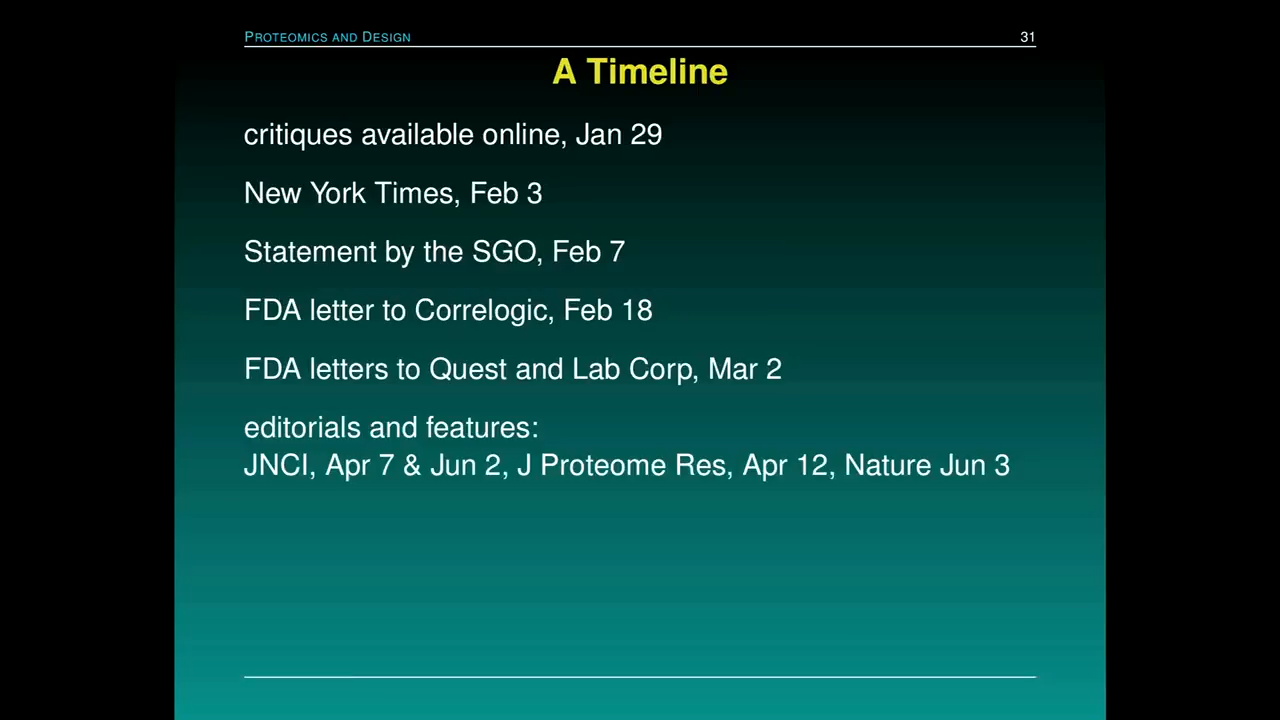 PROTEOMICS AND DESIGN 31
A Timeline
critiques available online, Jan 29
New York Times, Feb 3
Statement by the SGO, Feb 7
FDA letter to Correlogic, Feb 18
FDA letters to Quest and Lab Corp, Mar 2
editorials and features:
JNCI, Apr 7 & Jun 2, J Proteome Res, Apr 12, Nature Jun 3